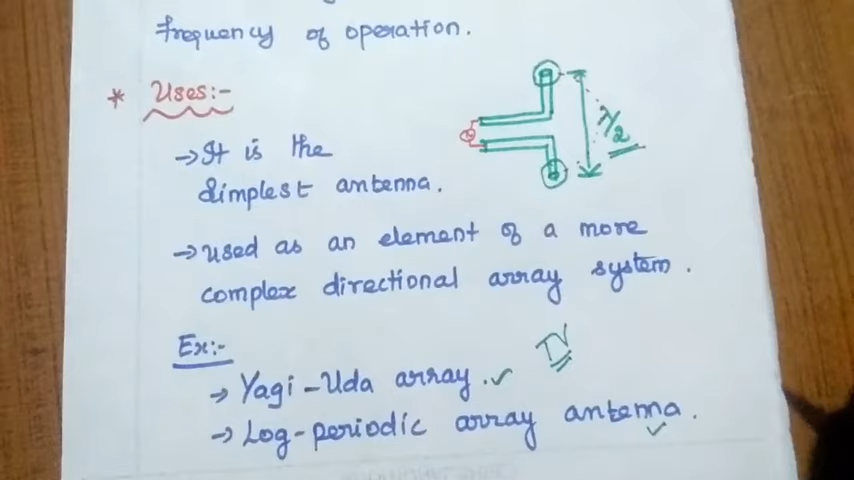 frequency of operation.
* Uses:-
→ It is the
simplest antenna.
λ/2
→ used as an element of a more
complex directional array system.
Ex:-
TV
→ Yagi-Uda array.
→ Log-periodic array antenna.